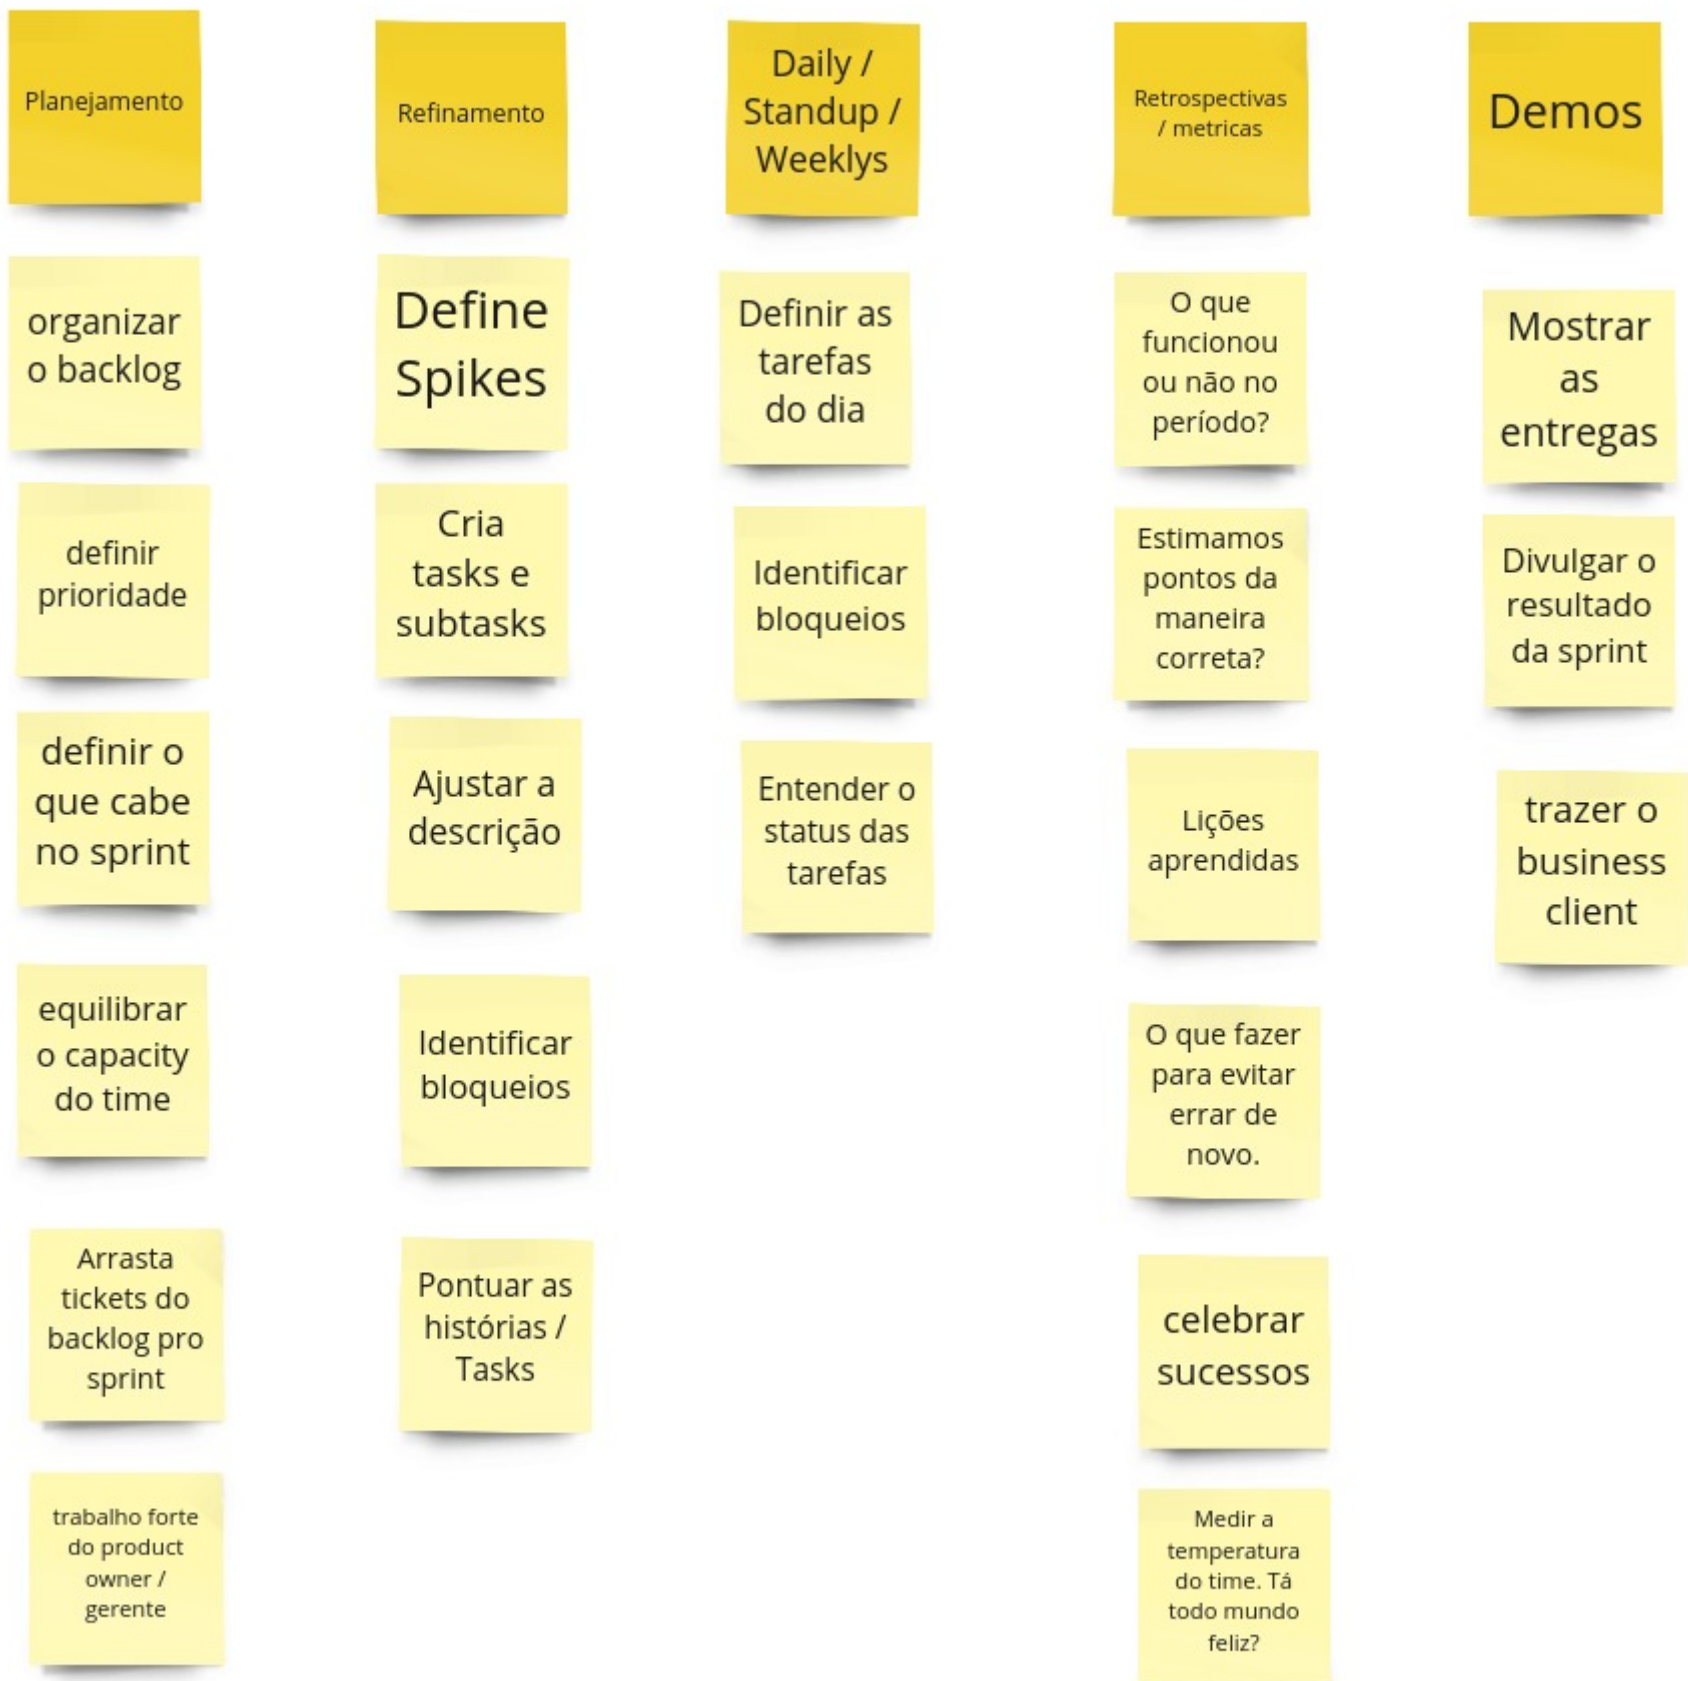 Planejamento
organizar
o backlog
definir
prioridade
definir o
que cabe
no sprint
equilibrar
o capacity
do time
Arrasta
tickets do
backlog pro
sprint
trabalho forte
do product
owner /
gerente
Refinamento
Define
Spikes
Cria
tasks e
subtasks
Ajustar a
descrição
Identificar
bloqueios
Pontuar as
histórias /
Tasks
Daily /
Standup /
Weeklys
Definir as
tarefas
do dia
Identificar
bloqueios
Entender o
status das
tarefas
Retrospectivas
/ metricas
O que
funcionou
ou não no
período?
Estimamos
pontos da
maneira
correta?
Lições
aprendidas
O que fazer
para evitar
errar de
novo.
celebrar
sucessos
Medir a
temperatura
do time. Tá
todo mundo
feliz?
Demos
Mostrar
as
entregas
Divulgar o
resultado
da sprint
trazer o
business
client